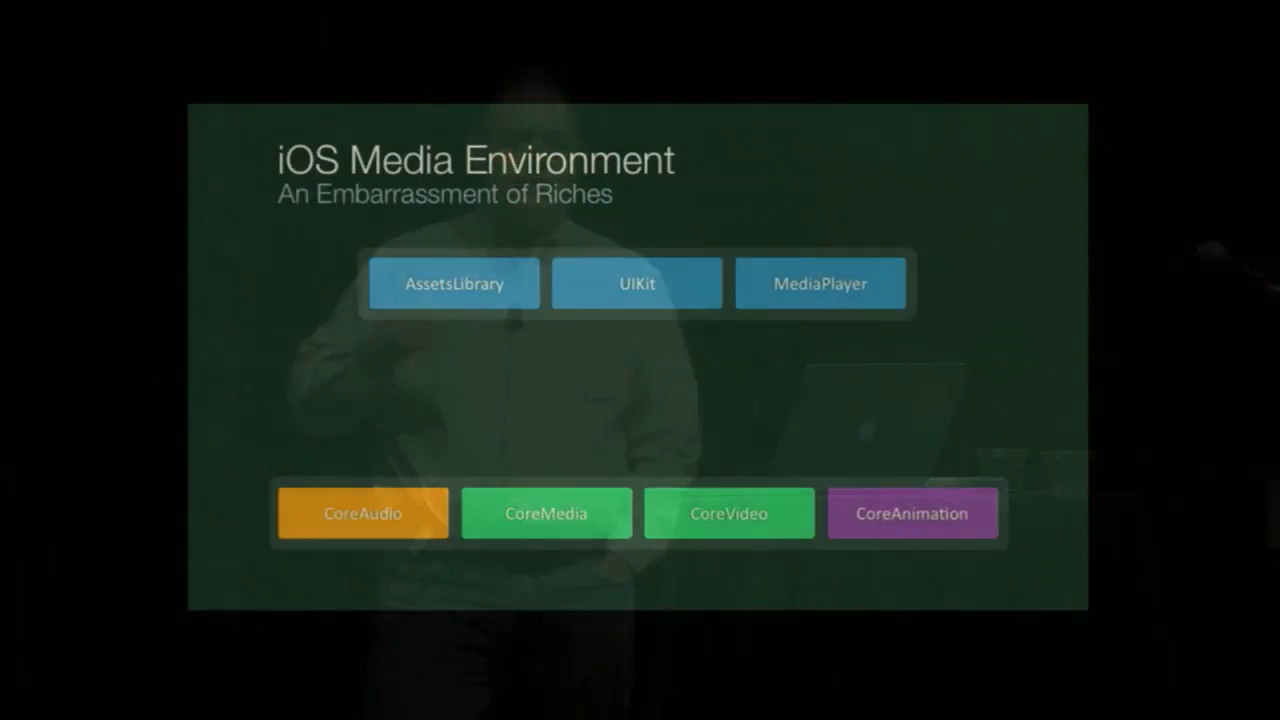 iOS Media Environment
An Embarrassment of Riches
AssetsLibrary UIKit MediaPlayer
CoreAudio CoreMedia CoreVideo CoreAnimation